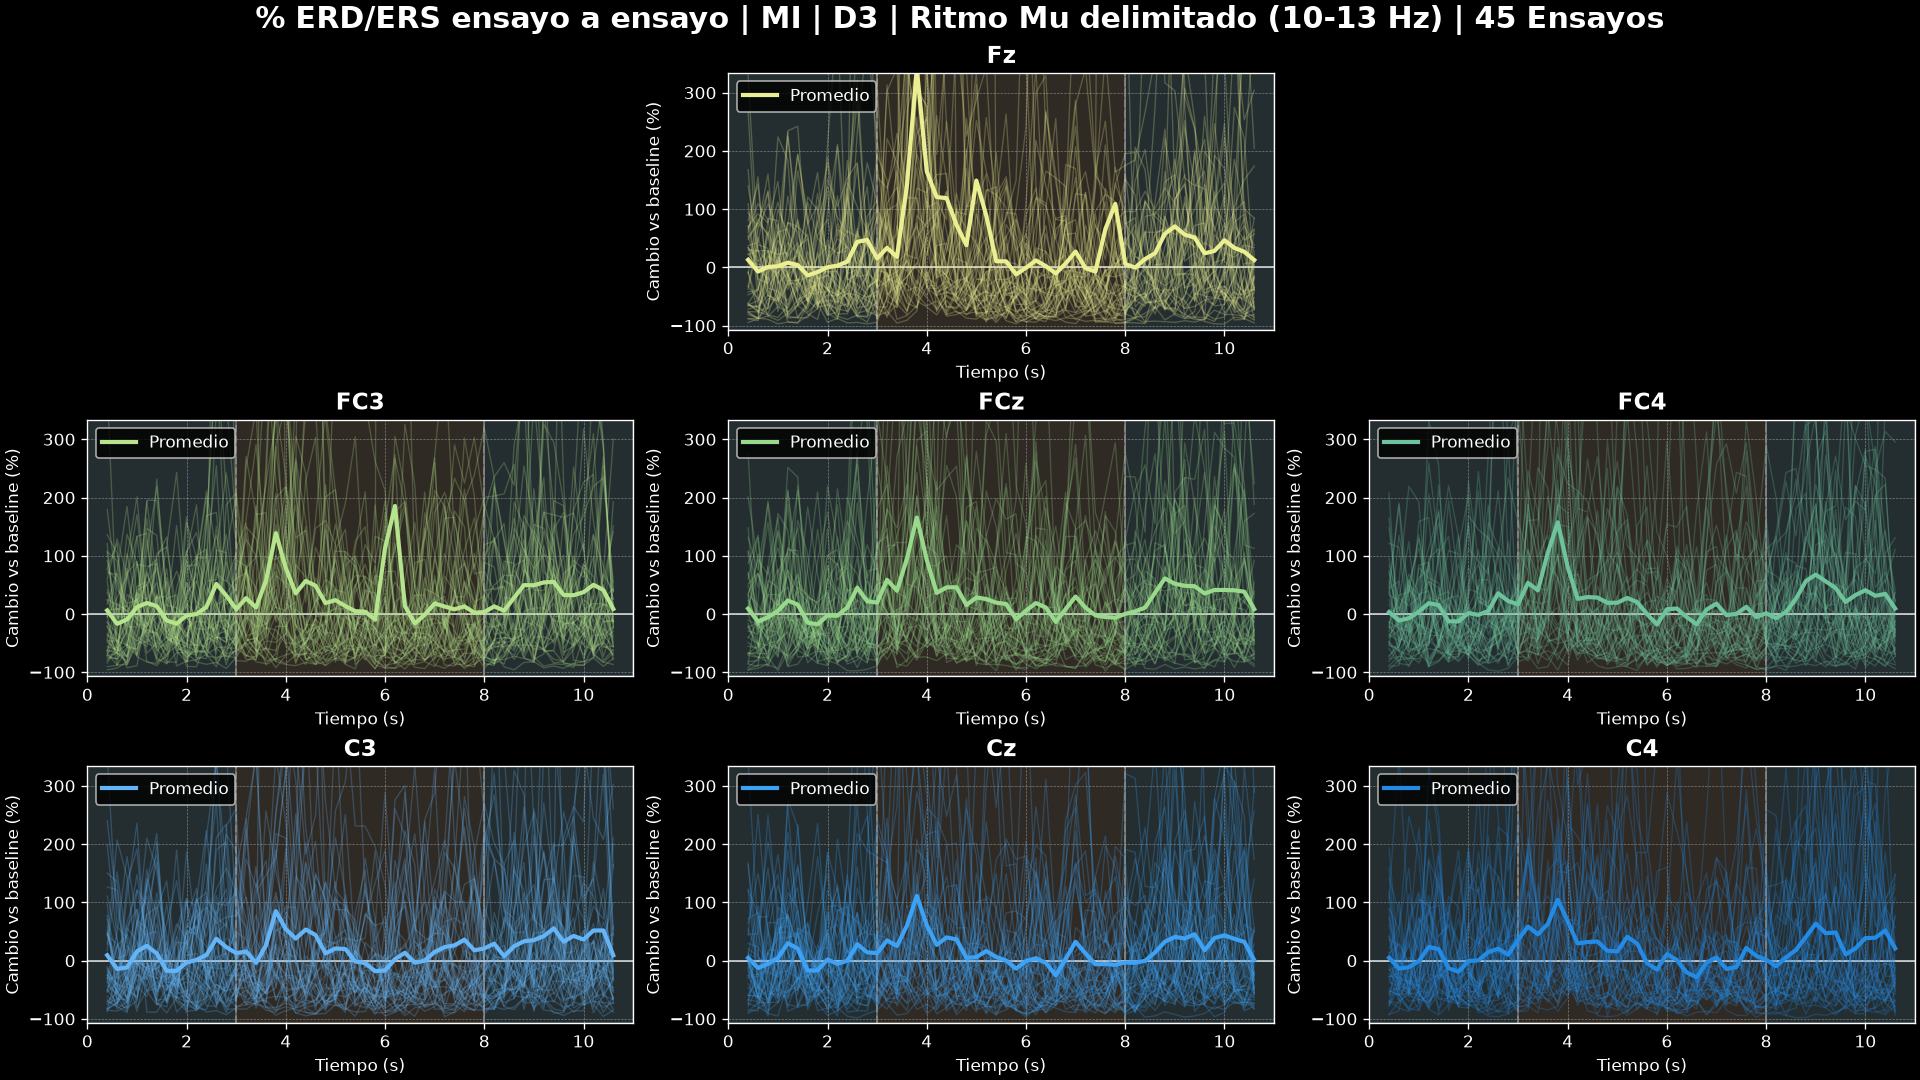 % ERD/ERS ensayo a ensayo | MI | D3 | Ritmo Mu delimitado (10-13 Hz) | 45 Ensayos
Fz
Promedio
Cambio vs baseline (%)
300
200
100
0
−100
0 2 4 6 8 10
Tiempo (s)
FC3
Promedio
Cambio vs baseline (%)
300
200
100
0
−100
0 2 4 6 8 10
Tiempo (s)
FCz
Promedio
Cambio vs baseline (%)
300
200
100
0
−100
0 2 4 6 8 10
Tiempo (s)
FC4
Promedio
Cambio vs baseline (%)
300
200
100
0
−100
0 2 4 6 8 10
Tiempo (s)
C3
Promedio
Cambio vs baseline (%)
300
200
100
0
−100
0 2 4 6 8 10
Tiempo (s)
Cz
Promedio
Cambio vs baseline (%)
300
200
100
0
−100
0 2 4 6 8 10
Tiempo (s)
C4
Promedio
Cambio vs baseline (%)
300
200
100
0
−100
0 2 4 6 8 10
Tiempo (s)